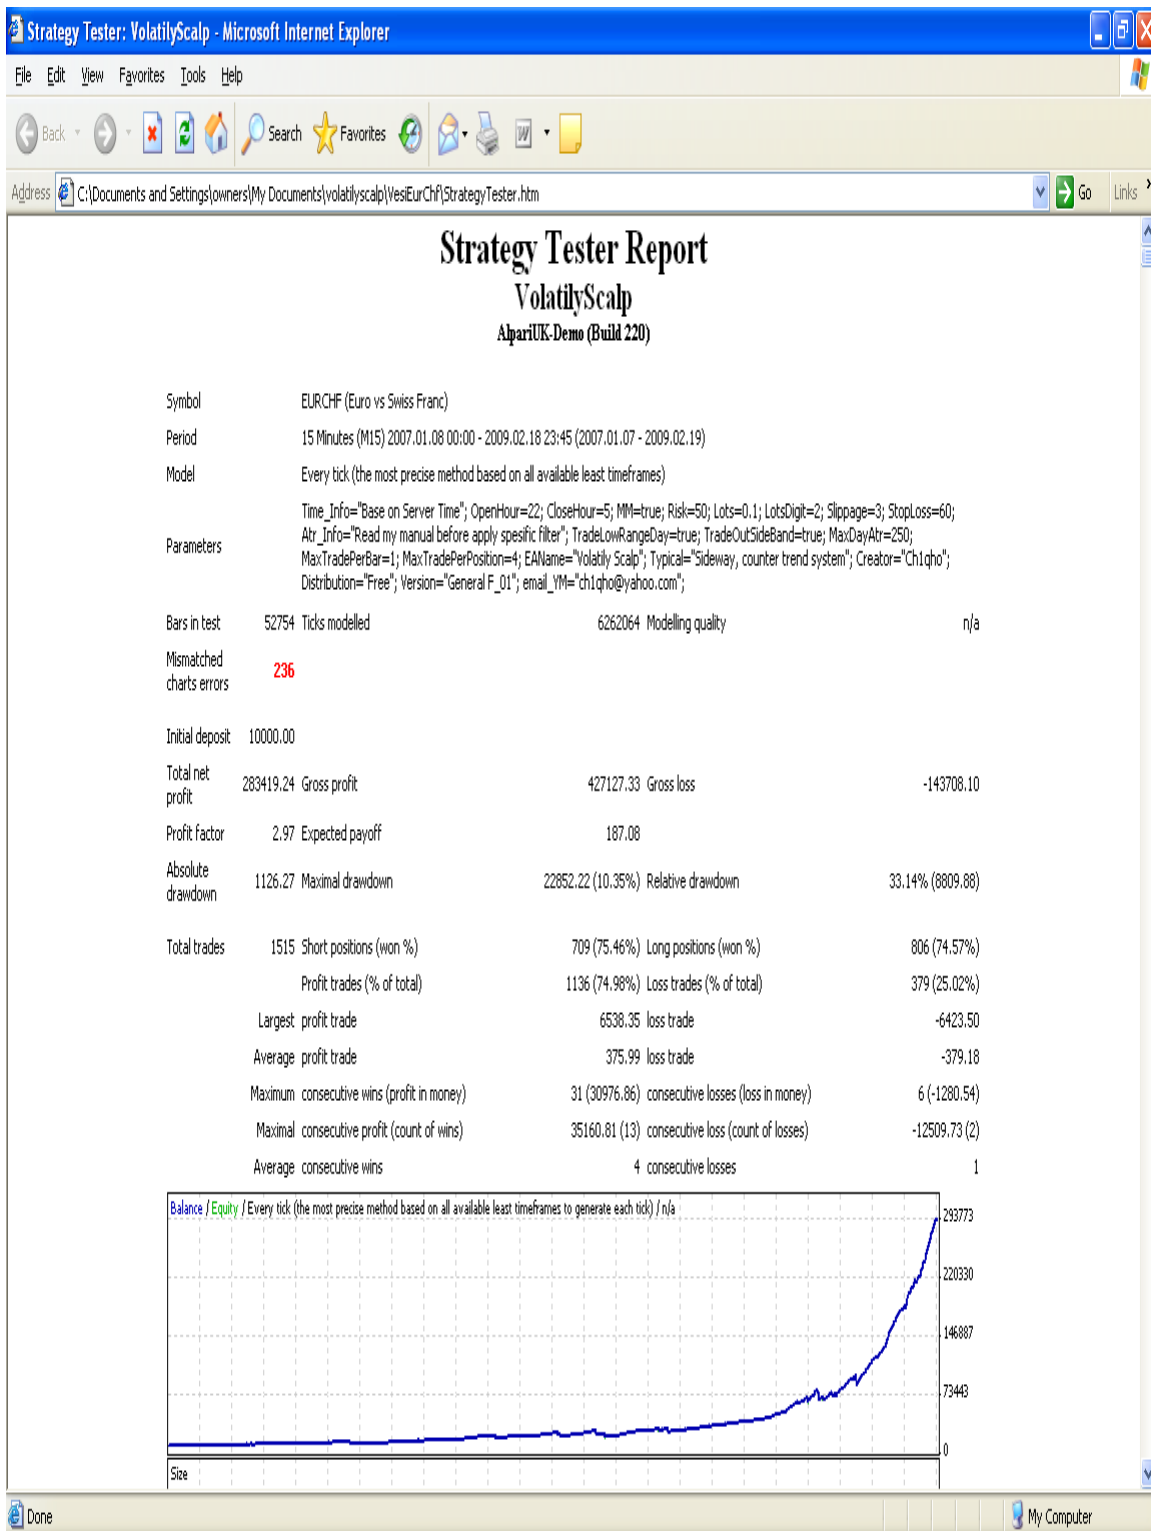 Strategy Tester: VolatilyScalp - Microsoft Internet Explorer
File Edit View Favorites Tools Help
Back Search Favorites
Address C:\Documents and Settings\owners\My Documents\volatilyscalp\VesiEurChf\StrategyTester.htm Go Links
Strategy Tester Report
VolatilyScalp
AlpariUK-Demo (Build 220)
Symbol EURCHF (Euro vs Swiss Franc)
Period 15 Minutes (M15) 2007.01.08 00:00 - 2009.02.18 23:45 (2007.01.07 - 2009.02.19)
Model Every tick (the most precise method based on all available least timeframes)
Parameters Time_Info="Base on Server Time"; OpenHour=22; CloseHour=5; MM=true; Risk=50; Lots=0.1; LotsDigit=2; Slippage=3; StopLoss=60;
Atr_Info="Read my manual before apply spesific filter"; TradeLowRangeDay=true; TradeOutSideBand=true; MaxDayAtr=250;
MaxTradePerBar=1; MaxTradePerPosition=4; EAName="Volatily Scalp"; Typical="Sideway, counter trend system"; Creator="Ch1qho";
Distribution="Free"; Version="General F_01"; email_YM="ch1qho@yahoo.com";
Bars in test 52754 Ticks modelled 6262064 Modelling quality n/a
Mismatched charts errors 236
Initial deposit 10000.00
Total net profit 283419.24 Gross profit 427127.33 Gross loss -143708.10
Profit factor 2.97 Expected payoff 187.08
Absolute drawdown 1126.27 Maximal drawdown 22852.22 (10.35%) Relative drawdown 33.14% (8809.88)
Total trades 1515 Short positions (won %) 709 (75.46%) Long positions (won %) 806 (74.57%)
Profit trades (% of total) 1136 (74.98%) Loss trades (% of total) 379 (25.02%)
Largest profit trade 6538.35 loss trade -6423.50
Average profit trade 375.99 loss trade -379.18
Maximum consecutive wins (profit in money) 31 (30976.86) consecutive losses (loss in money) 6 (-1280.54)
Maximal consecutive profit (count of wins) 35160.81 (13) consecutive loss (count of losses) -12509.73 (2)
Average consecutive wins 4 consecutive losses 1
Balance / Equity / Every tick (the most precise method based on all available least timeframes to generate each tick) / n/a
293773
220330
146887
73443
0
Size
Done My Computer